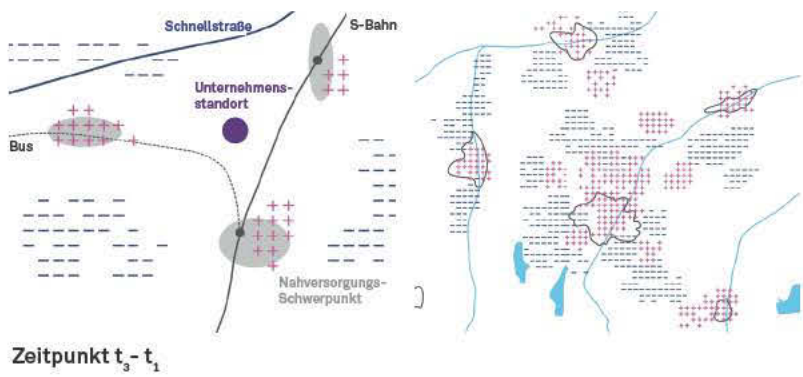 Schnellstraße
S-Bahn
Unternehmens-
standort
Bus
Nahversorgungs-
Schwerpunkt
Zeitpunkt t₃- t₁